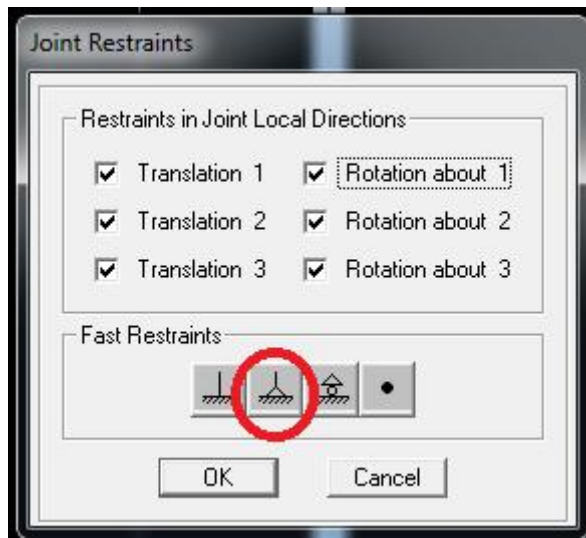 Joint Restraints
Restraints in Joint Local Directions
Translation 1 Rotation about 1
Translation 2 Rotation about 2
Translation 3 Rotation about 3
Fast Restraints
OK Cancel